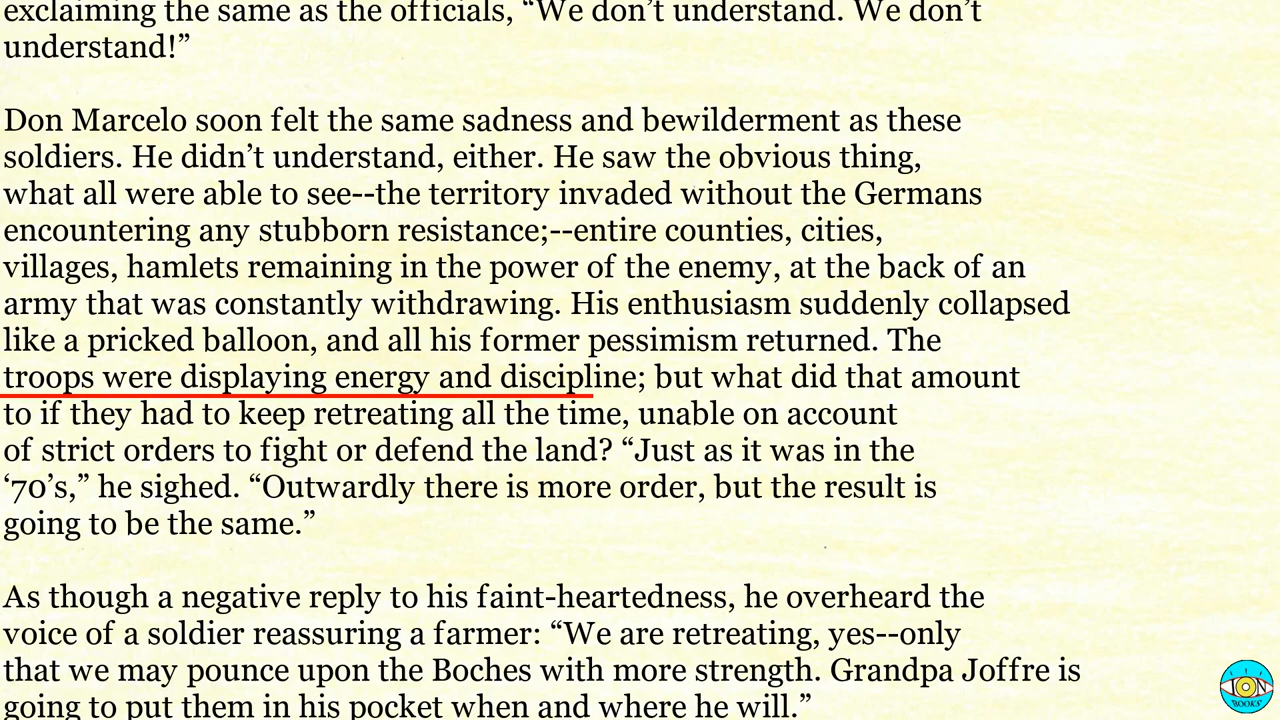 exclaiming the same as the officials, “We don’t understand. We don’t
understand!”
Don Marcelo soon felt the same sadness and bewilderment as these
soldiers. He didn’t understand, either. He saw the obvious thing,
what all were able to see--the territory invaded without the Germans
encountering any stubborn resistance;--entire counties, cities,
villages, hamlets remaining in the power of the enemy, at the back of an
army that was constantly withdrawing. His enthusiasm suddenly collapsed
like a pricked balloon, and all his former pessimism returned. The
troops were displaying energy and discipline; but what did that amount
to if they had to keep retreating all the time, unable on account
of strict orders to fight or defend the land? “Just as it was in the
‘70’s,” he sighed. “Outwardly there is more order, but the result is
going to be the same.”
As though a negative reply to his faint-heartedness, he overheard the
voice of a soldier reassuring a farmer: “We are retreating, yes--only
that we may pounce upon the Boches with more strength. Grandpa Joffre is
going to put them in his pocket when and where he will.”
ION
BOOKS